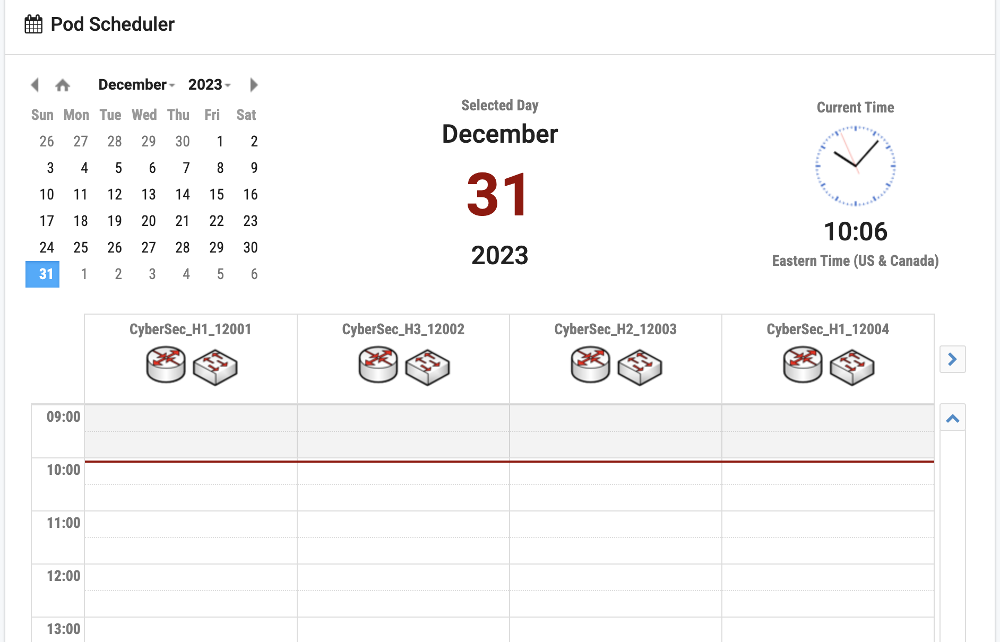 Pod Scheduler
December 2023
Sun Mon Tue Wed Thu Fri Sat
26 27 28 29 30 1 2
3 4 5 6 7 8 9
10 11 12 13 14 15 16
17 18 19 20 21 22 23
24 25 26 27 28 29 30
31 1 2 3 4 5 6
Selected Day
December
31
2023
Current Time
10:06
Eastern Time (US & Canada)
CyberSec_H1_12001 CyberSec_H3_12002 CyberSec_H2_12003 CyberSec_H1_12004
09:00
10:00
11:00
12:00
13:00